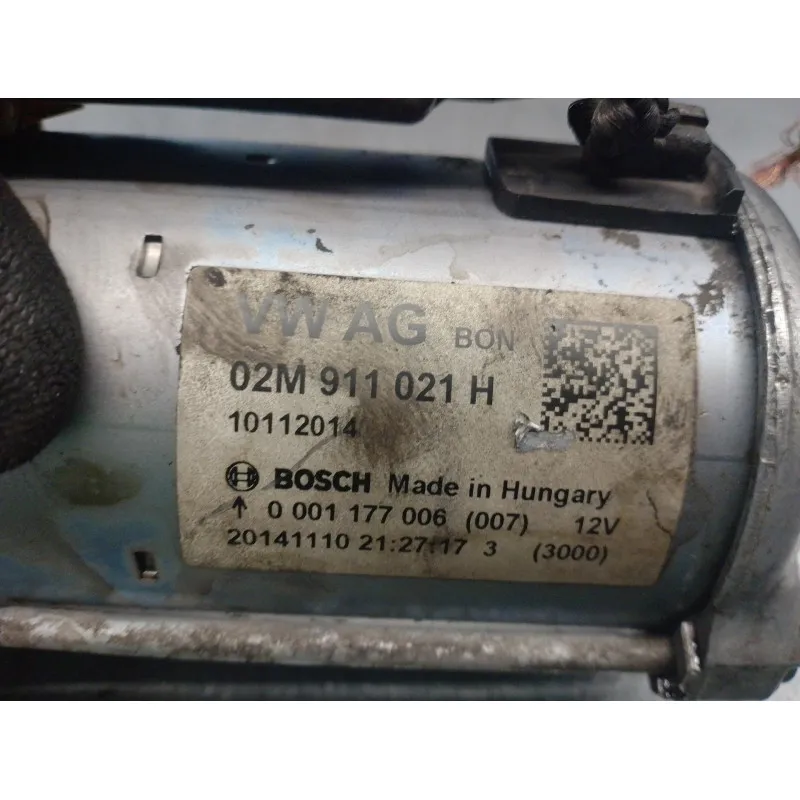 VW AG BON
02M 911 021 H
10112014
BOSCH Made in Hungary
↑ 0 001 177 006 (007) 12V
20141110 21:27:17 3 (3000)